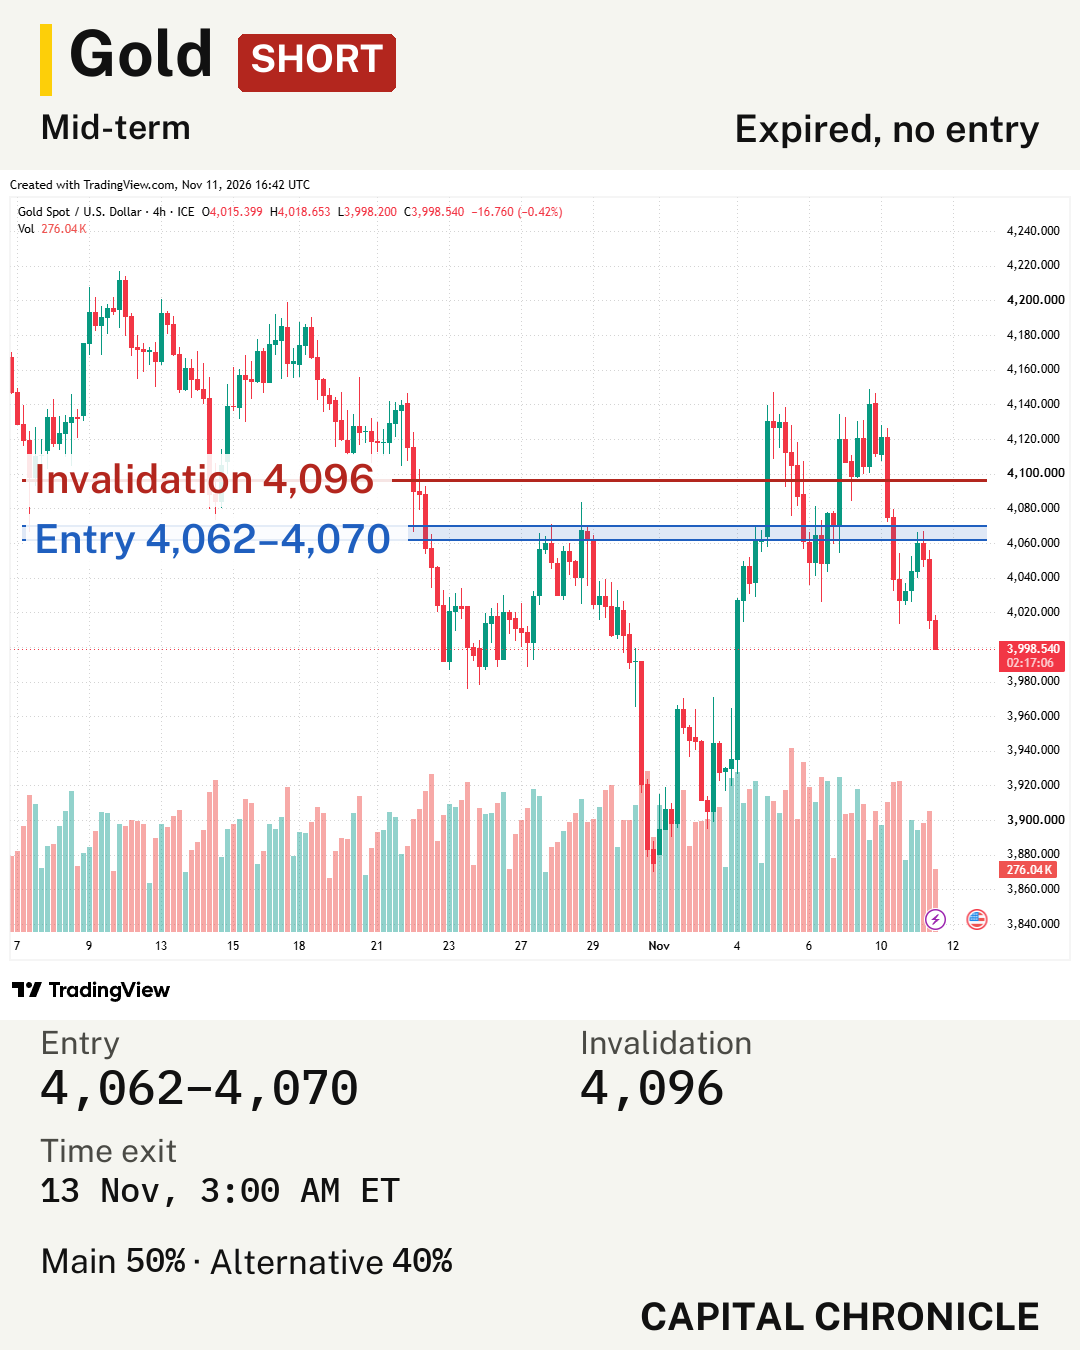 Gold SHORT
Mid-term
Expired, no entry
Created with TradingView.com, Nov 11, 2026 16:42 UTC
Gold Spot / U.S. Dollar · 4h · ICE O4,015.399 H4,018.653 L3,998.200 C3,998.540 −16.760 (−0.42%)
Vol 276.04K
4,240.000
4,220.000
4,200.000
4,180.000
4,160.000
4,140.000
4,120.000
4,100.000
4,080.000
4,060.000
4,040.000
4,020.000
3,998.540
02:17:06
3,980.000
3,960.000
3,940.000
3,920.000
3,900.000
3,880.000
276.04K
3,860.000
3,840.000
Invalidation 4,096
Entry 4,062–4,070
7 9 13 15 18 21 23 27 29 Nov 4 6 10 12
TradingView
Entry
4,062–4,070
Invalidation
4,096
Time exit
13 Nov, 3:00 AM ET
Main 50% · Alternative 40%
CAPITAL CHRONICLE